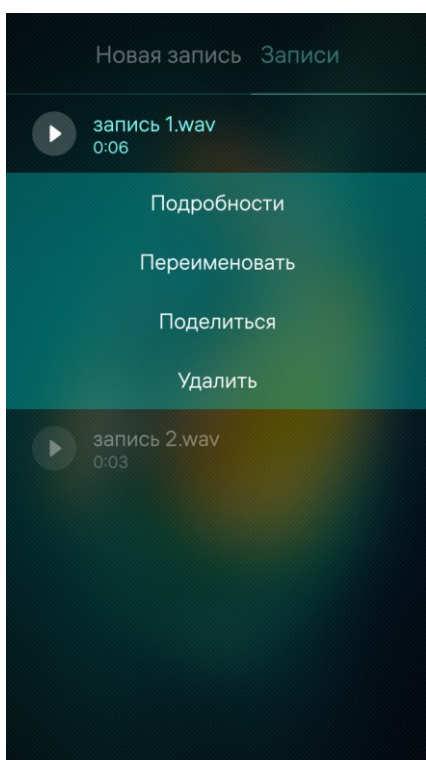 Новая запись Записи
запись 1.wav
0:06
Подробности
Переименовать
Поделиться
Удалить
запись 2.wav
0:03